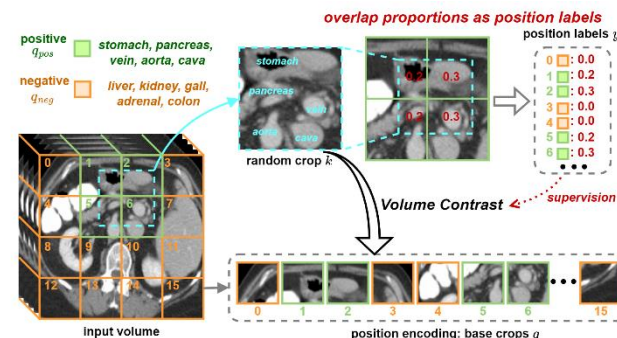 overlap proportions as position labels
positive
q_pos
stomach, pancreas,
vein, aorta, cava
negative
q_neg
liver, kidney, gall,
adrenal, colon
stomach
pancreas
vein
aorta
cava
random crop k
0.2 0.3
0.2 0.3
position labels y
0 : 0.0
1 : 0.2
2 : 0.3
3 : 0.0
4 : 0.0
5 : 0.2
6 : 0.3
Volume Contrast
supervision
0 1 2 3
4 5 6 7
8 9 10
12 13 14 15
input volume
0 1 2 3 4 5 6 15
position encoding: base crops q